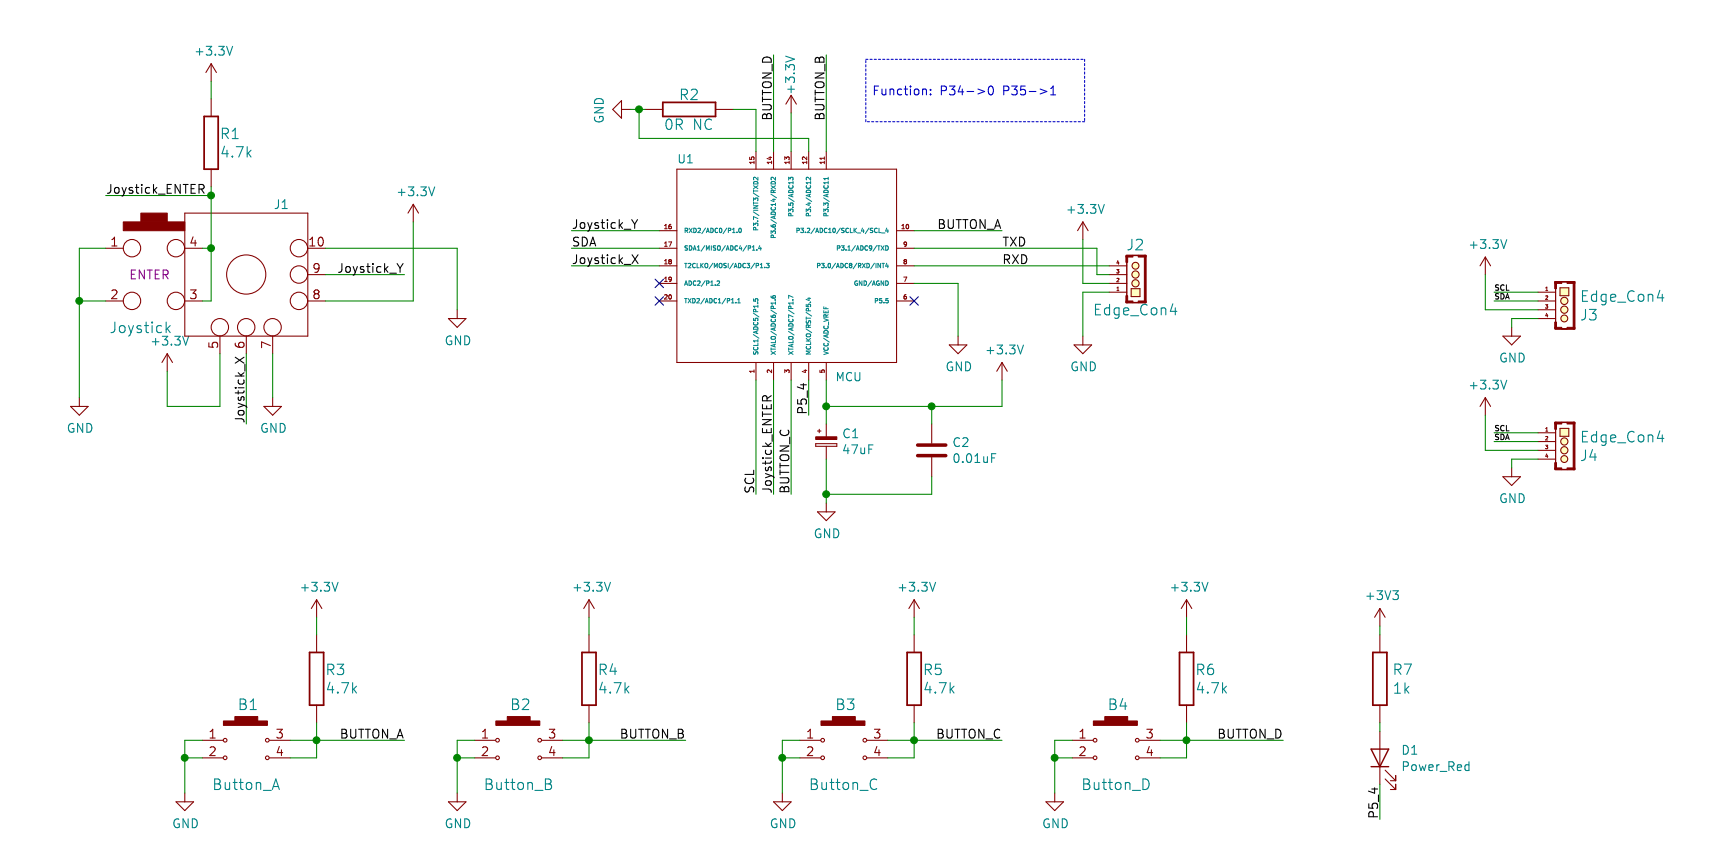 +3.3V
R1
4.7k
Joystick_ENTER
J1
+3.3V
1
4
10
ENTER
9
Joystick_Y
2
3
8
Joystick
+3.3V
5
6
7
Joystick_X
GND
GND
GND
GND
R2
0R NC
BUTTON_D
+3.3V
BUTTON_B
Function: P34->0 P35->1
U1
15
14
13
12
11
P3.7/INT3/TXD2
P3.6/ADC14/RXD2
P3.5/ADC13
P3.4/ADC12
P3.3/ADC11
Joystick_Y
16
RXD2/ADC0/P1.0
SDA
17
SDA1/MISO/ADC4/P1.4
Joystick_X
18
T2CLKO/MOSI/ADC3/P1.3
19
ADC2/P1.2
20
TXD2/ADC1/P1.1
P3.2/ADC10/SCLK_4/SCL_4
10
BUTTON_A
P3.1/ADC9/TXD
9
TXD
P3.0/ADC8/RXD/INT4
8
RXD
GND/AGND
7
P5.5
6
SCL1/ADC5/P1.5
XTALO/ADC6/P1.6
XTALO/ADC7/P1.7
MCLKO/RST/P5.4
VCC/ADC_VREF
1
2
3
4
5
MCU
SCL
Joystick_ENTER
BUTTON_C
P5_4
C1
47uF
C2
0.01uF
+3.3V
GND
GND
+3.3V
J2
4
3
2
1
Edge_Con4
GND
+3.3V
SCL
SDA
1
2
3
4
Edge_Con4
J3
GND
+3.3V
SCL
SDA
1
2
3
4
Edge_Con4
J4
GND
+3.3V
R3
4.7k
B1
1
3
BUTTON_A
2
4
Button_A
GND
+3.3V
R4
4.7k
B2
1
3
BUTTON_B
2
4
Button_B
GND
+3.3V
R5
4.7k
B3
1
3
BUTTON_C
2
4
Button_C
GND
+3.3V
R6
4.7k
B4
1
3
BUTTON_D
2
4
Button_D
GND
+3V3
R7
1k
D1
Power_Red
P5_4